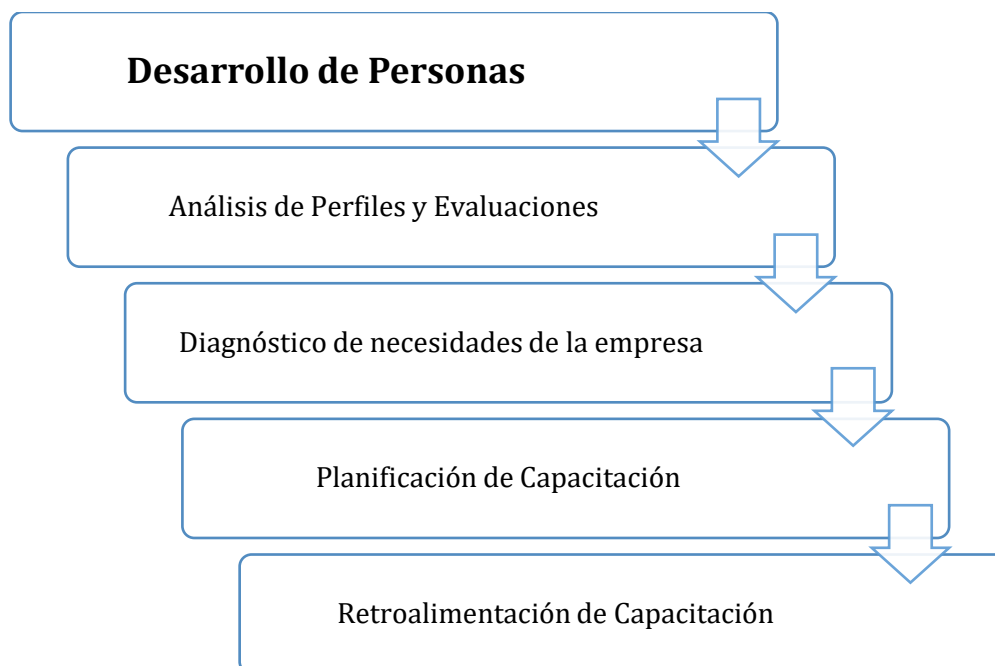 Desarrollo de Personas
Análisis de Perfiles y Evaluaciones
Diagnóstico de necesidades de la empresa
Planificación de Capacitación
Retroalimentación de Capacitación